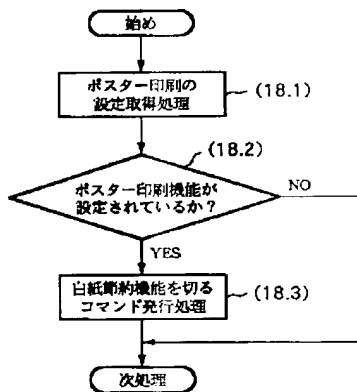 始め
ポスター印刷の
設定取得処理
(18.1)
(18.2)
ポスター印刷機能が
設定されているか？
NO
YES
白紙節約機能を切る
コマンド発行処理
(18.3)
次処理